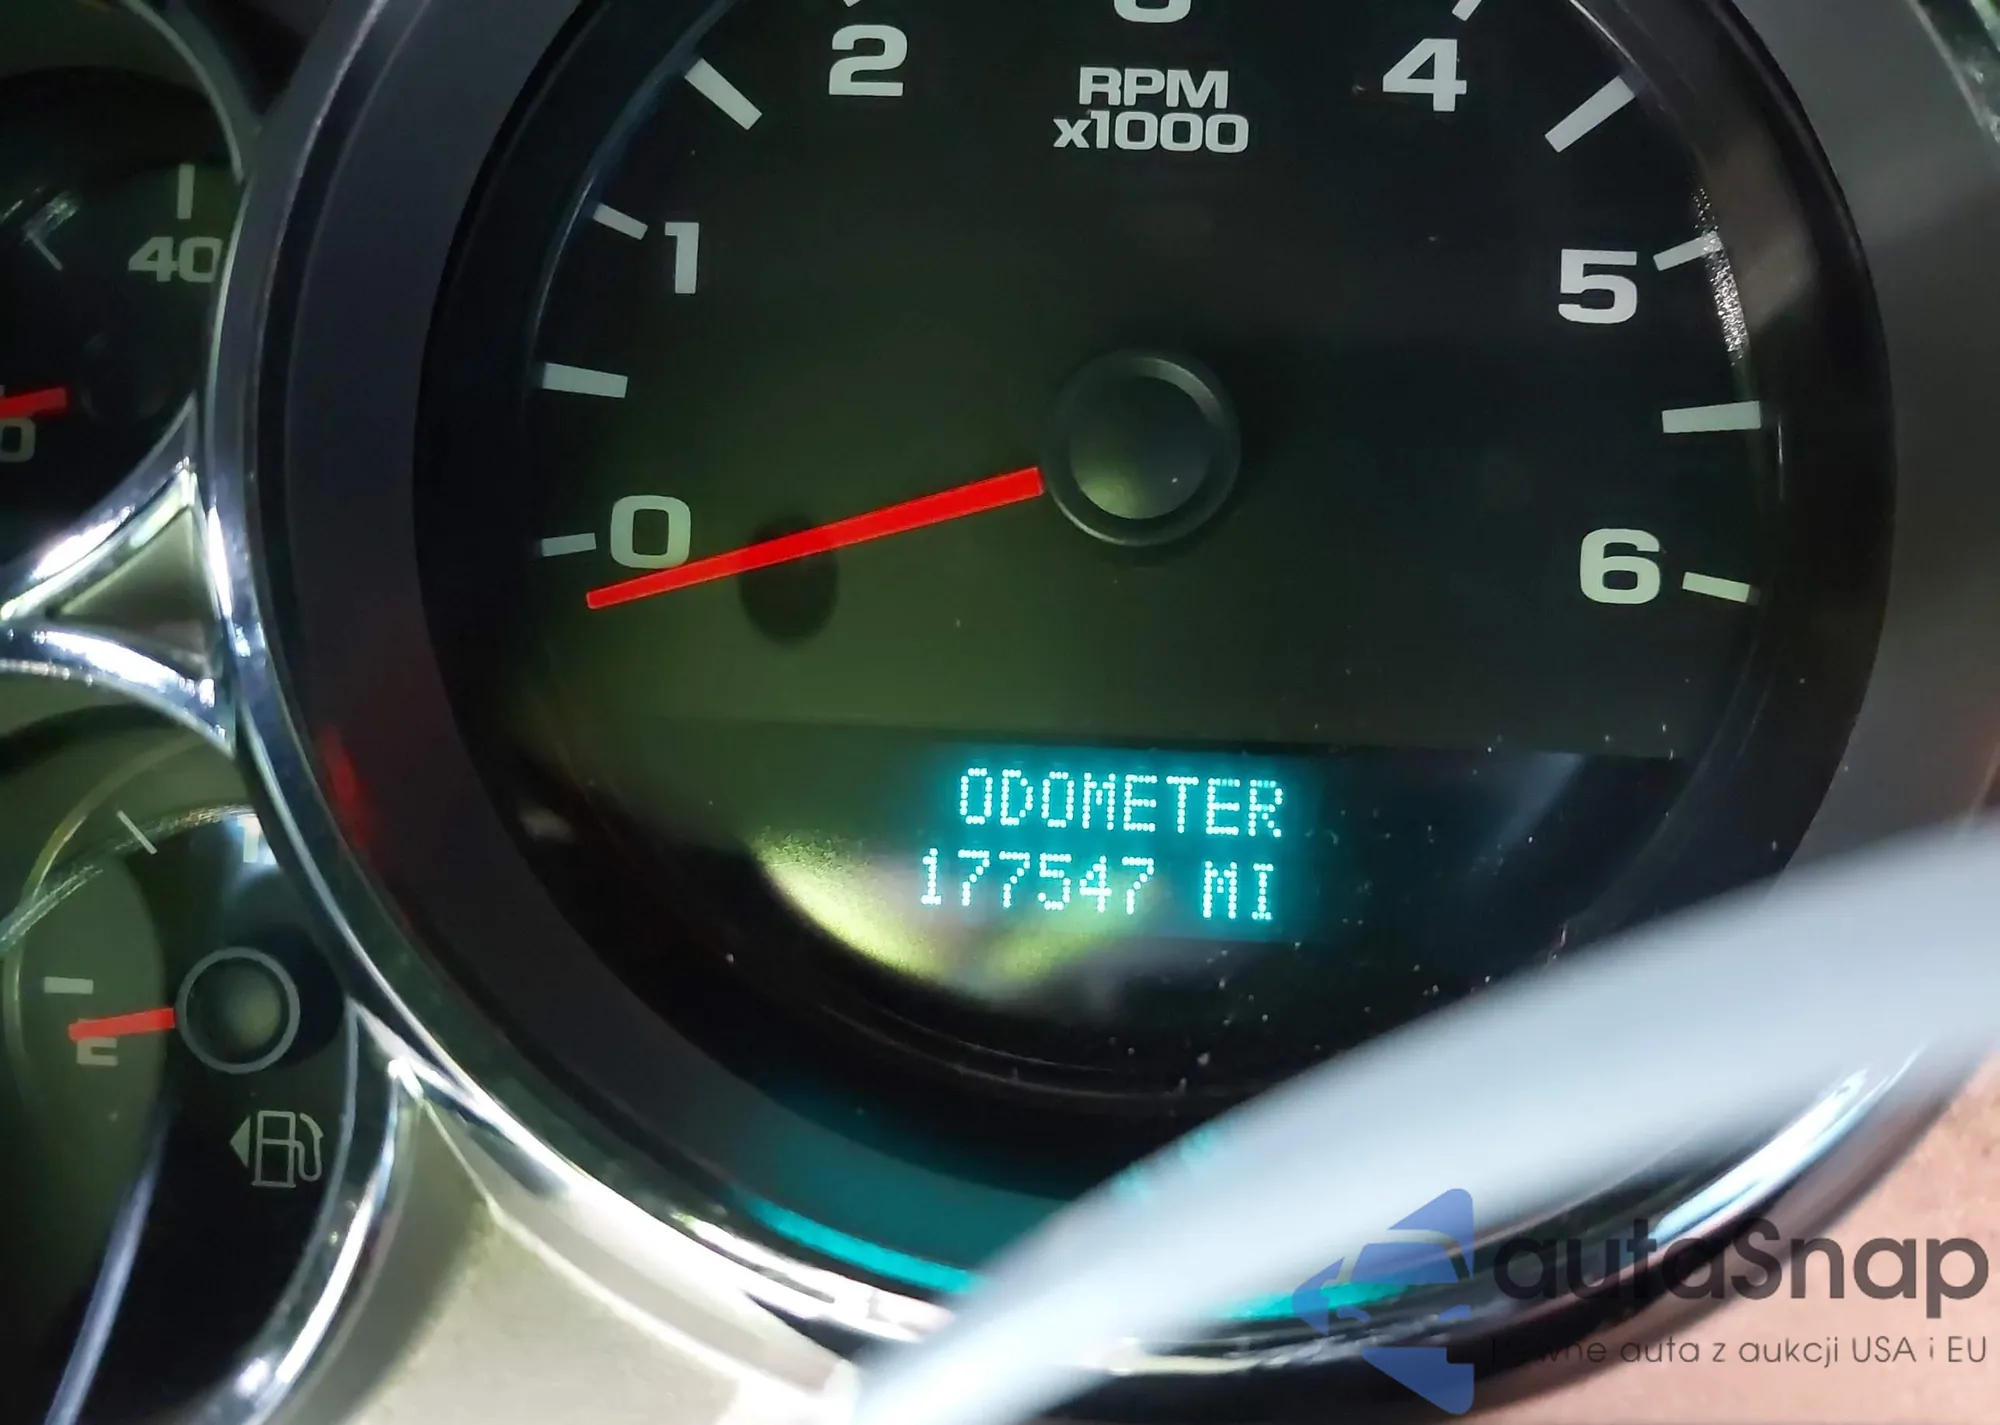 2
4
RPM
x1000
1
40
5
0
6
ODOMETER
177547 MI
E
autaSnap
auta z aukcji USA i EU